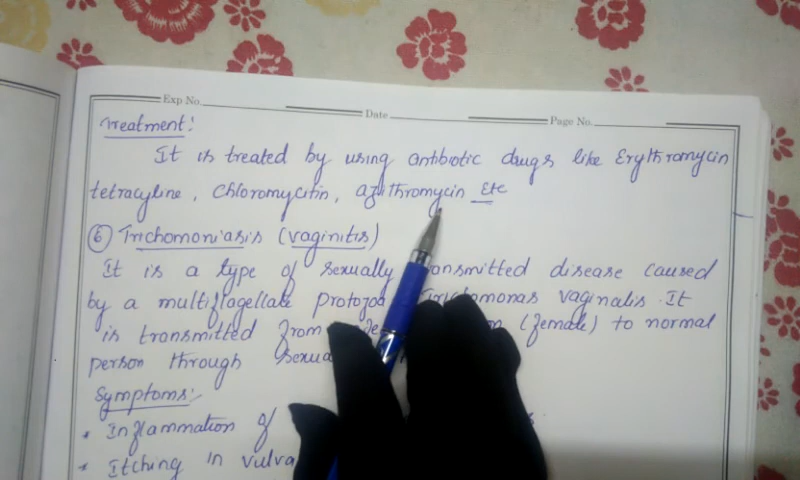 Exp No.
Date
Page No.
Treatment:
It is treated by using antibiotic drugs like Erythromycin
tetracyline, Chloromycitin, azithromycin Etc
6 Trichomoniasis (vaginitis)
It is a type of sexually transmitted disease caused
by a multiflagellate protozoa Trichomonas vaginalis. It
is transmitted from (female) to normal
person through
Symptoms:
• Inflammation of
• Itching in vulva